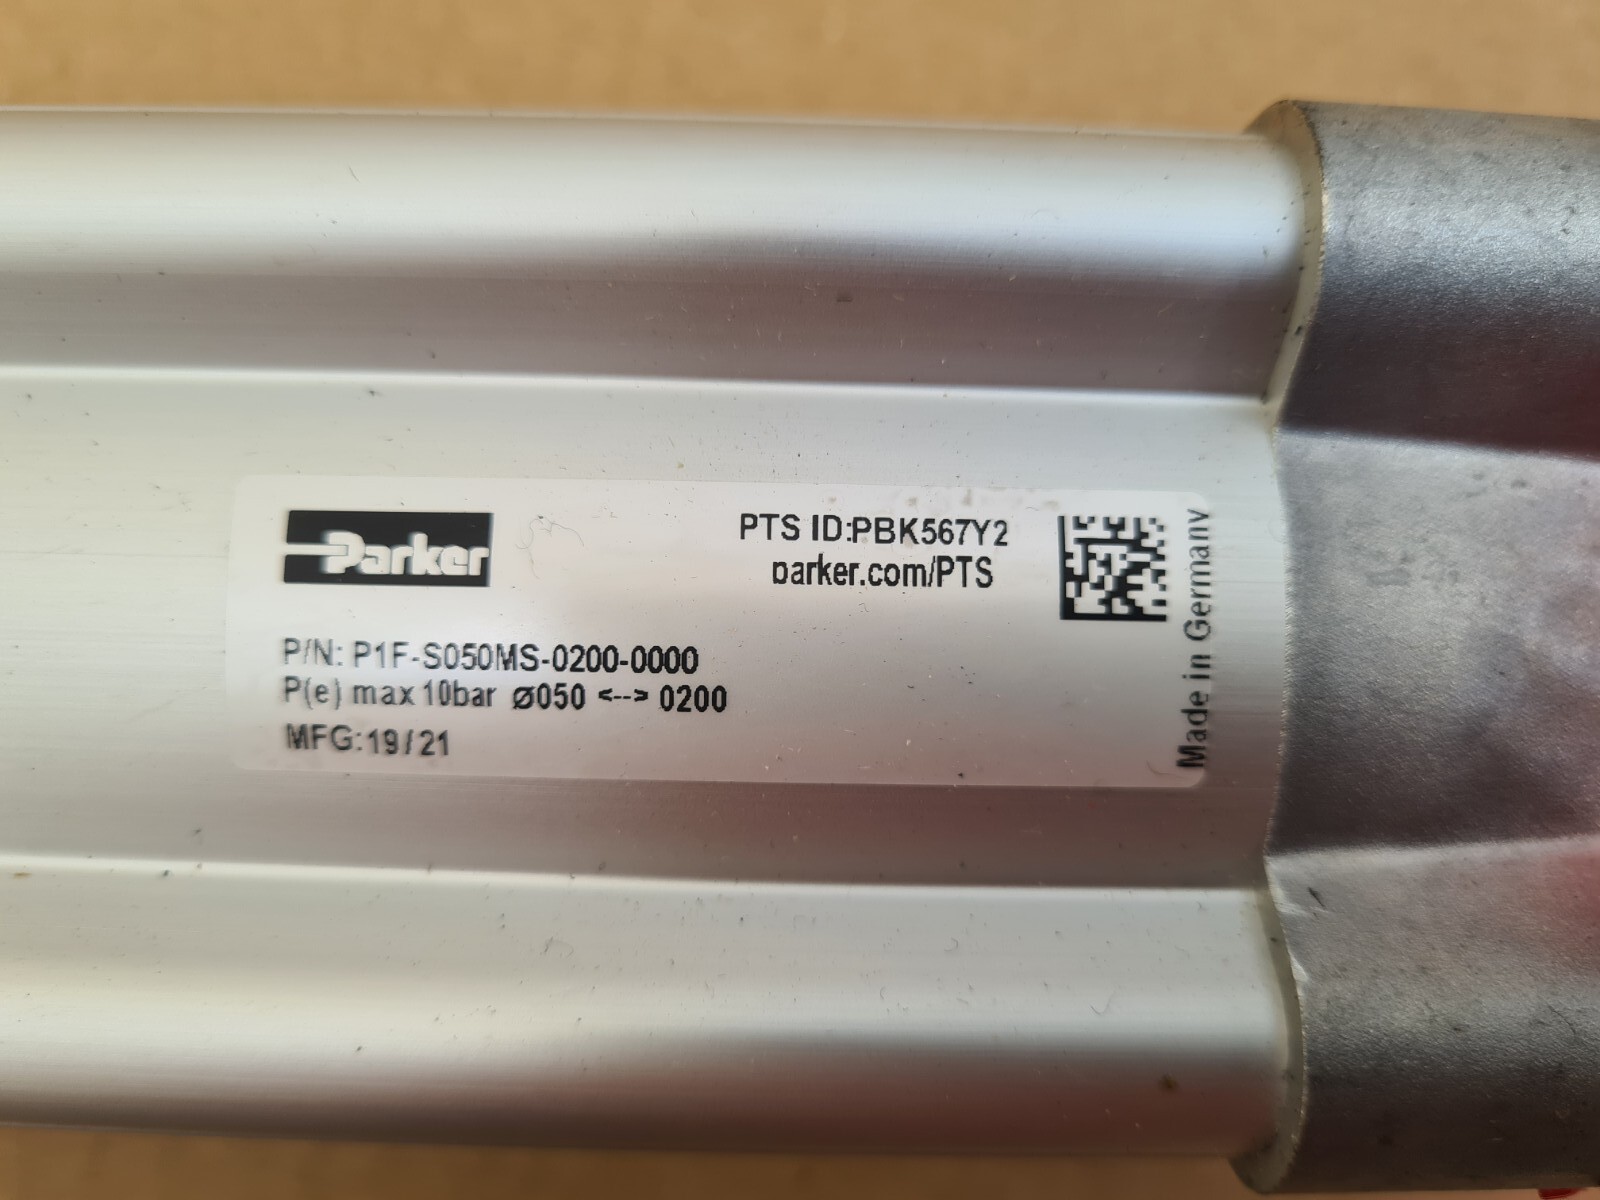 Parker
PTS ID:PBK567Y2
parker.com/PTS
P/N: P1F-S050MS-0200-0000
P(e) max 10bar ⌀050 <--> 0200
MFG:19/21
Made in Germany